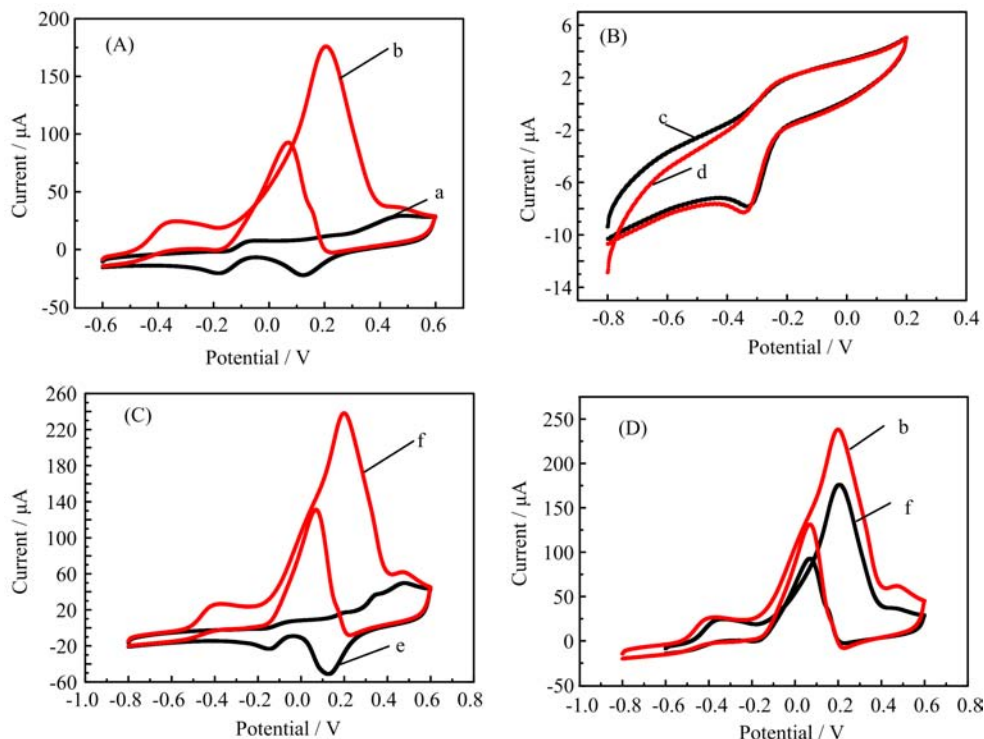 (A)
b
a
Current / μA
200
150
100
50
0
-50
-0.6 -0.4 -0.2 0.0 0.2 0.4 0.6
Potential / V
(B)
c
d
Current / μA
6
2
-2
-6
-10
-14
-0.8 -0.6 -0.4 -0.2 0.0 0.2 0.4
Potential / V
(C)
f
e
Current / μA
260
220
180
140
100
60
20
-20
-60
-1.0 -0.8 -0.6 -0.4 -0.2 0.0 0.2 0.4 0.6 0.8
Potential / V
(D)
b
f
Current / μA
250
200
150
100
50
0
-50
-1.0 -0.8 -0.6 -0.4 -0.2 0.0 0.2 0.4 0.6 0.8
Potential / V